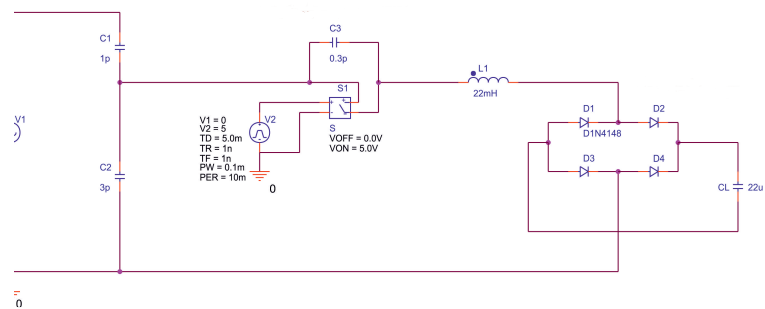 C1
1p
C3
0.3p
S1
S
VOFF = 0.0V
VON = 5.0V
L1
22mH
V1
V1 = 0
V2 = 5
TD = 5.0m
TR = 1n
TF = 1n
PW = 0.1m
PER = 10m
V2
0
D1
D1N4148
D2
D3
D4
C2
3p
CL
22u
0